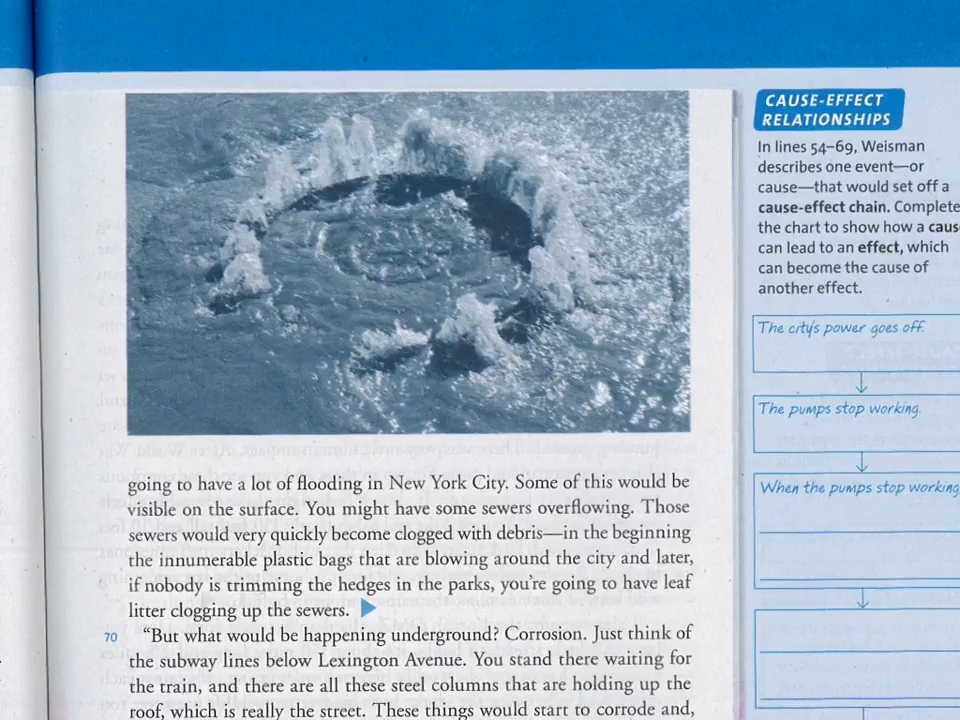 going to have a lot of flooding in New York City. Some of this would be
visible on the surface. You might have some sewers overflowing. Those
sewers would very quickly become clogged with debris—in the beginning
the innumerable plastic bags that are blowing around the city and later,
if nobody is trimming the hedges in the parks, you’re going to have leaf
litter clogging up the sewers.
70 “But what would be happening underground? Corrosion. Just think of
the subway lines below Lexington Avenue. You stand there waiting for
the train, and there are all these steel columns that are holding up the
roof, which is really the street. These things would start to corrode and,
CAUSE-EFFECT
RELATIONSHIPS
In lines 54–69, Weisman
describes one event—or
cause—that would set off a
cause-effect chain. Complete
the chart to show how a caus
can lead to an effect, which
can become the cause of
another effect.
The city's power goes off.
The pumps stop working.
When the pumps stop working,